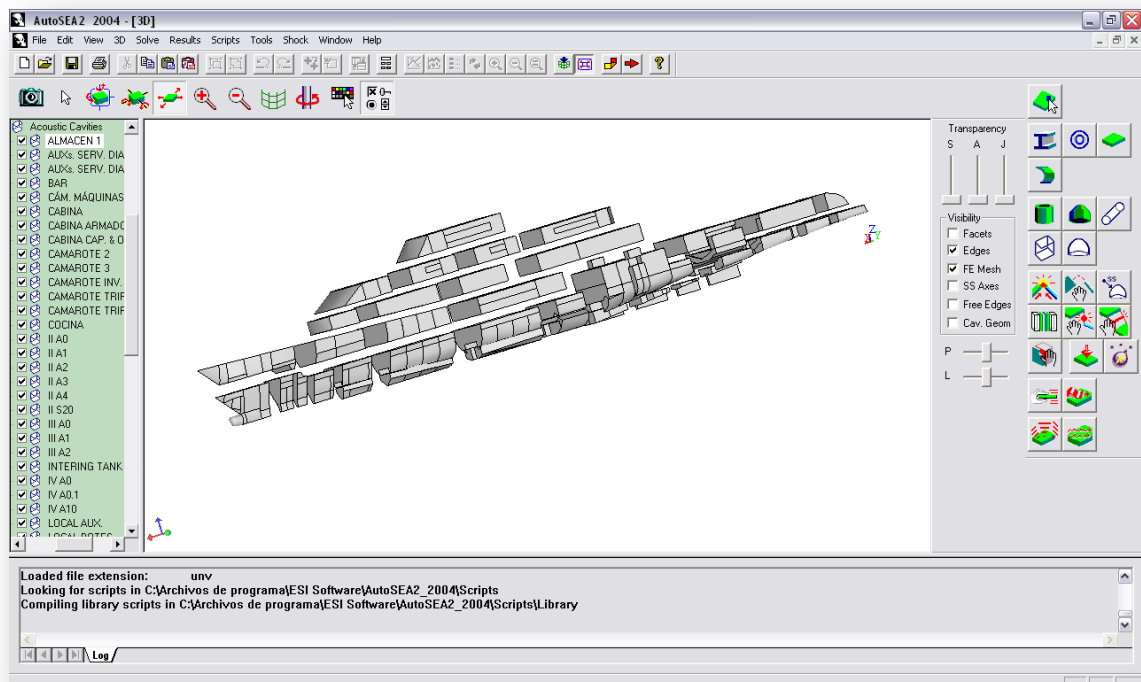 AutoSEA2 2004 - [3D]
File Edit View 3D Solve Results Scripts Tools Shock Window Help
Acoustic Cavities
ALMACEN 1
AUXs. SERV. DIA
AUXs. SERV. DIA
BAR
CÁM. MÁQUINAS
CABINA
CABINA ARMADO
CABINA CAP. & O
CAMAROTE 2
CAMAROTE 3
CAMAROTE INV.
CAMAROTE TRIF
CAMAROTE TRIF
COCINA
II A0
II A1
II A2
II A3
II A4
II S20
III A0
III A1
III A2
INTERING TANK
IV A0
IV A0.1
IV A10
LOCAL AUX.
LOCAL BOTES
Z
Y
Transparency
S A J
Visibility
Facets
Edges
FE Mesh
SS Axes
Free Edges
Cav. Geom
P
L
SS
Loaded file extension: unv
Looking for scripts in C:\Archivos de programa\ESI Software\AutoSEA2_2004\Scripts
Compiling library scripts in C:\Archivos de programa\ESI Software\AutoSEA2_2004\Scripts\Library
Log